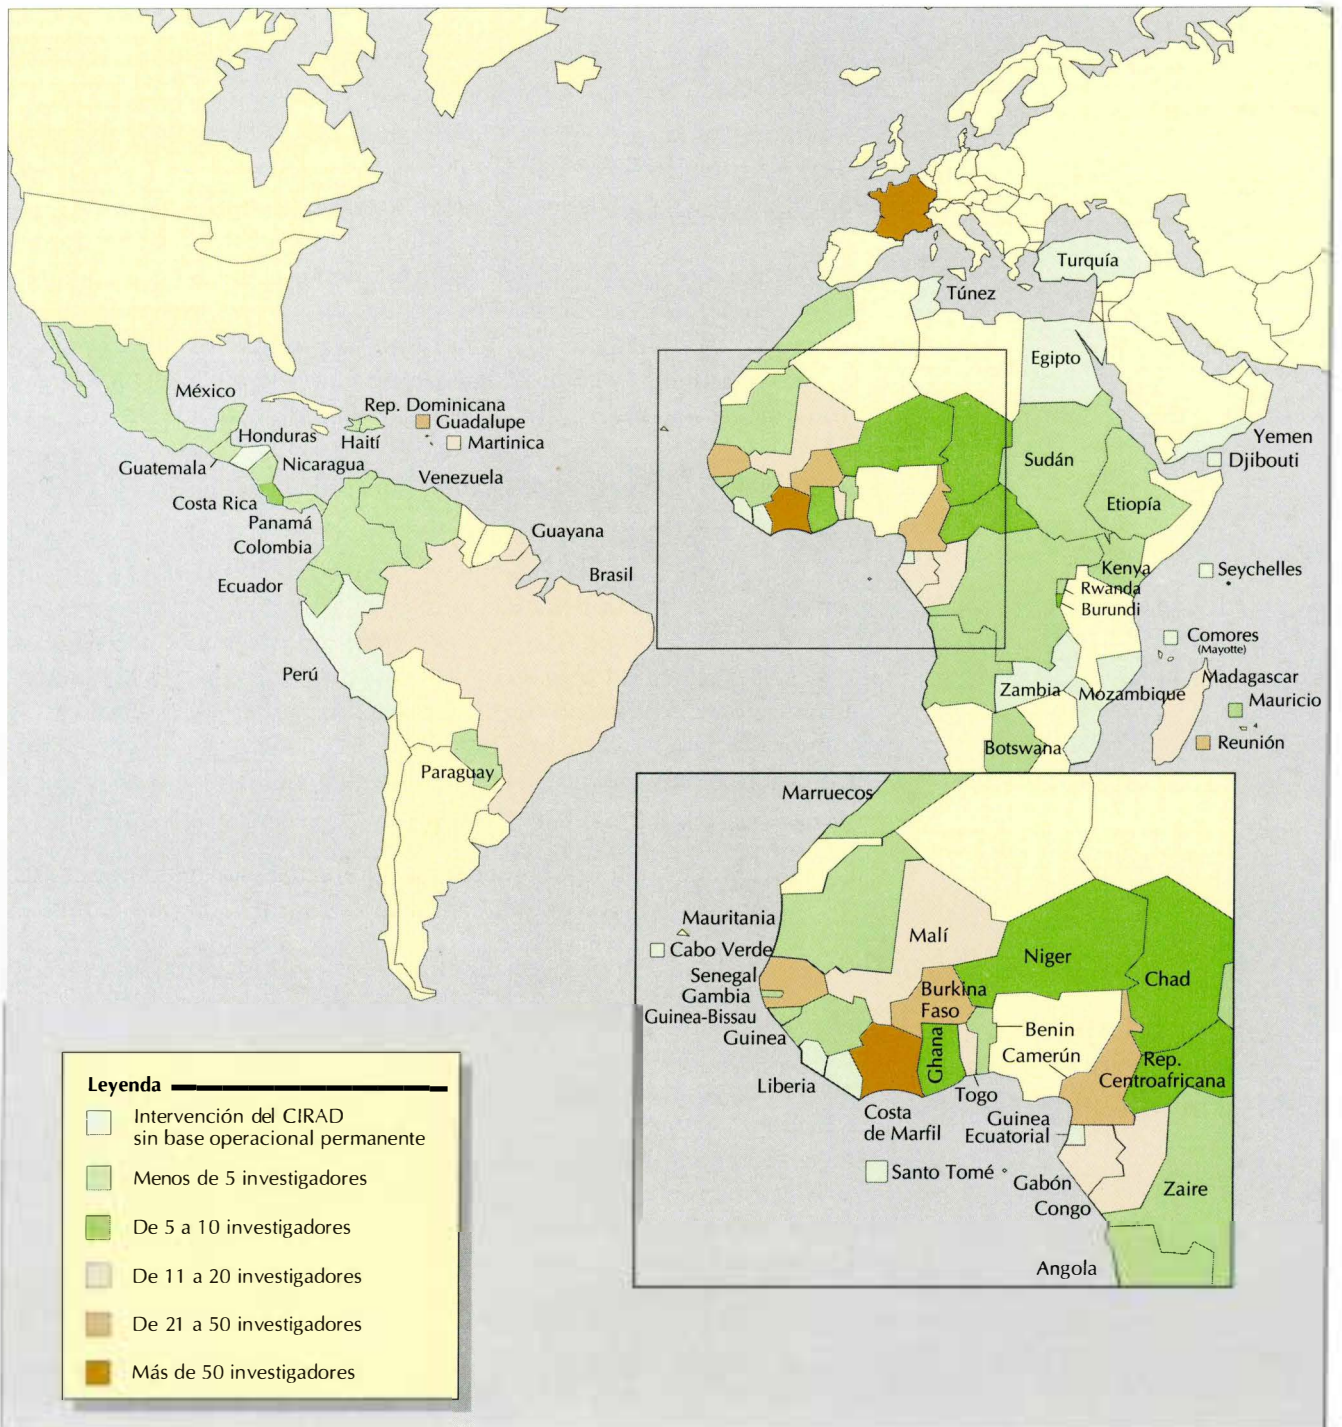 Turquía
Túnez
Egipto
México
Rep. Dominicana
Guadalupe
Honduras
Haití
Martinica
Guatemala
Nicaragua
Venezuela
Costa Rica
Panamá
Colombia
Guayana
Ecuador
Brasil
Perú
Paraguay
Yemen
Djibouti
Sudán
Etiopía
Kenya
Seychelles
Rwanda
Burundi
Comores
(Mayotte)
Madagascar
Zambia
Mozambique
Mauricio
Botswana
Reunión
Marruecos
Mauritania
Cabo Verde
Malí
Senegal
Niger
Chad
Gambia
Burkina
Faso
Guinea-Bissau
Guinea
Benin
Camerún
Ghana
Rep.
Centroafricana
Liberia
Togo
Costa
de Marfil
Guinea
Ecuatorial
Santo Tomé
Gabón
Congo
Zaire
Angola
Leyenda
Intervención del CIRAD
sin base operacional permanente
Menos de 5 investigadores
De 5 a 10 investigadores
De 11 a 20 investigadores
De 21 a 50 investigadores
Más de 50 investigadores